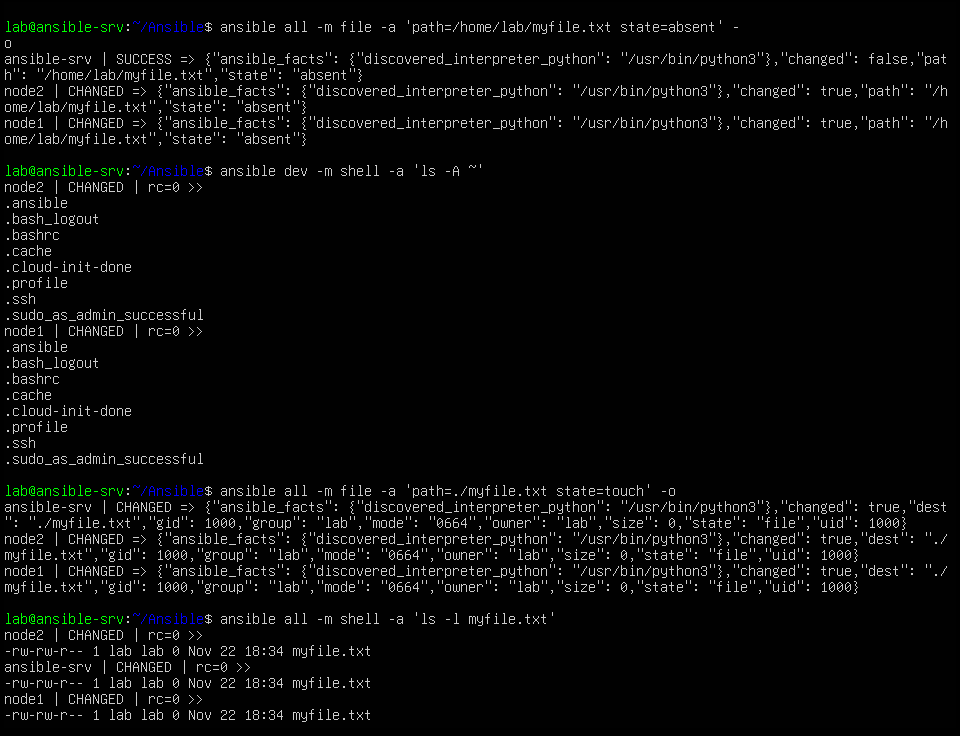 lab@ansible-srv:~/Ansible$ ansible all -m file -a 'path=/home/lab/myfile.txt state=absent' -
o
ansible-srv | SUCCESS => {"ansible_facts": {"discovered_interpreter_python": "/usr/bin/python3"},"changed": false,"pat
h": "/home/lab/myfile.txt","state": "absent"}
node2 | CHANGED => {"ansible_facts": {"discovered_interpreter_python": "/usr/bin/python3"},"changed": true,"path": "/h
ome/lab/myfile.txt","state": "absent"}
node1 | CHANGED => {"ansible_facts": {"discovered_interpreter_python": "/usr/bin/python3"},"changed": true,"path": "/h
ome/lab/myfile.txt","state": "absent"}
lab@ansible-srv:~/Ansible$ ansible dev -m shell -a 'ls -A ~'
node2 | CHANGED | rc=0 >>
.ansible
.bash_logout
.bashrc
.cache
.cloud-init-done
.profile
.ssh
.sudo_as_admin_successful
node1 | CHANGED | rc=0 >>
.ansible
.bash_logout
.bashrc
.cache
.cloud-init-done
.profile
.ssh
.sudo_as_admin_successful
lab@ansible-srv:~/Ansible$ ansible all -m file -a 'path=./myfile.txt state=touch' -o
ansible-srv | CHANGED => {"ansible_facts": {"discovered_interpreter_python": "/usr/bin/python3"},"changed": true,"dest
": "./myfile.txt","gid": 1000,"group": "lab","mode": "0664","owner": "lab","size": 0,"state": "file","uid": 1000}
node2 | CHANGED => {"ansible_facts": {"discovered_interpreter_python": "/usr/bin/python3"},"changed": true,"dest": "./
myfile.txt","gid": 1000,"group": "lab","mode": "0664","owner": "lab","size": 0,"state": "file","uid": 1000}
node1 | CHANGED => {"ansible_facts": {"discovered_interpreter_python": "/usr/bin/python3"},"changed": true,"dest": "./
myfile.txt","gid": 1000,"group": "lab","mode": "0664","owner": "lab","size": 0,"state": "file","uid": 1000}
lab@ansible-srv:~/Ansible$ ansible all -m shell -a 'ls -l myfile.txt'
node2 | CHANGED | rc=0 >>
-rw-rw-r-- 1 lab lab 0 Nov 22 18:34 myfile.txt
ansible-srv | CHANGED | rc=0 >>
-rw-rw-r-- 1 lab lab 0 Nov 22 18:34 myfile.txt
node1 | CHANGED | rc=0 >>
-rw-rw-r-- 1 lab lab 0 Nov 22 18:34 myfile.txt